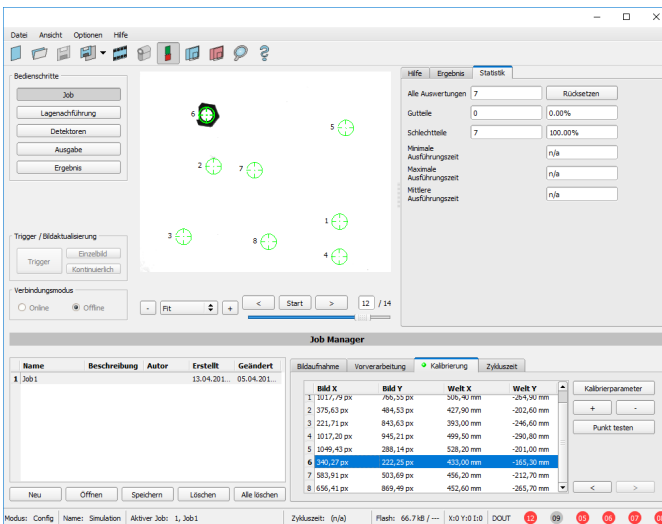 Datei Ansicht Optionen Hilfe
Bedienschritte
Job
Lagenachführung
Detektoren
Ausgabe
Ergebnis
Trigger / Bildaktualisierung
Trigger
Einzelbild
Kontinuierlich
Verbindungsmodus
Online Offline
6
5
2
7
1
3
8
4
- Fit + < Start > 12 / 14
Hilfe Ergebnis Statistik
Alle Auswertungen 7 Rücksetzen
Gutteile 0 0.00%
Schlechtteile 7 100.00%
Minimale
Ausführungszeit n/a
Maximale
Ausführungszeit n/a
Mittlere
Ausführungszeit n/a
Job Manager
Name Beschreibung Autor Erstellt Geändert
1 Job1 13.04.201... 05.04.201...
Neu Öffnen Speichern Löschen Alle löschen
Bildaufnahme Vorverarbeitung Kalibrierung Zykluszeit
Bild X Bild Y Welt X Welt Y
1 1017,79 px 766,55 px 506,40 mm -264,90 mm
2 375,63 px 484,53 px 427,90 mm -202,60 mm
3 221,71 px 843,63 px 393,00 mm -246,60 mm
4 1017,20 px 945,21 px 499,50 mm -290,80 mm
5 1049,43 px 288,14 px 528,20 mm -201,00 mm
6 340,27 px 222,25 px 433,00 mm -165,30 mm
7 583,91 px 503,69 px 456,20 mm -212,70 mm
8 656,41 px 869,49 px 452,60 mm -265,70 mm
Kalibrierparameter
+ -
Punkt testen
< >
Modus: Config Name: Simulation Aktiver Job: 1, Job1 Zykluszeit: (n/a) Flash: 66.7 kB / --- X:0 Y:0 I:0 DOUT 12 09 05 06 07 08